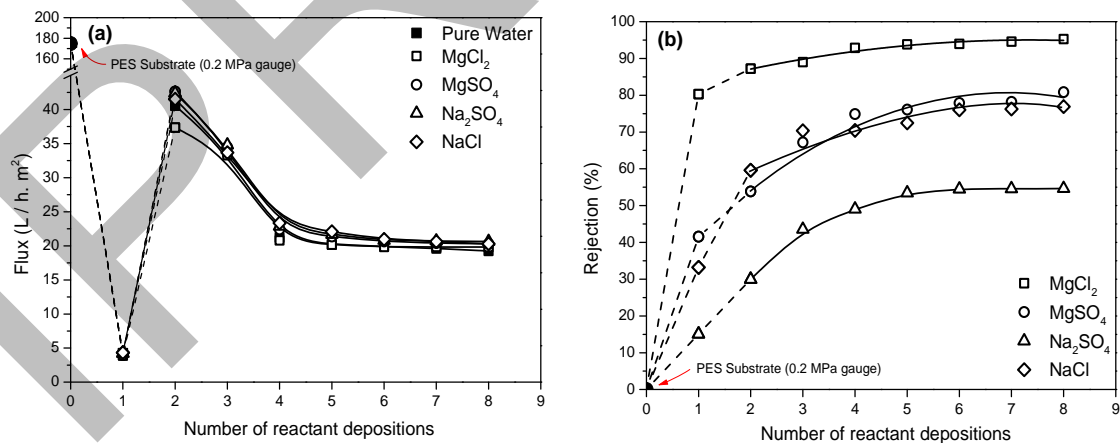 (a)
Flux (L / h. m²)
200
180
160
40
35
30
25
20
15
10
5
0
PES Substrate (0.2 MPa gauge)
Pure Water
MgCl₂
MgSO₄
Na₂SO₄
NaCl
0 1 2 3 4 5 6 7 8 9
Number of reactant depositions
(b)
Rejection (%)
100
90
80
70
60
50
40
30
20
10
0
MgCl₂
MgSO₄
Na₂SO₄
NaCl
PES Substrate (0.2 MPa gauge)
0 1 2 3 4 5 6 7 8 9
Number of reactant depositions